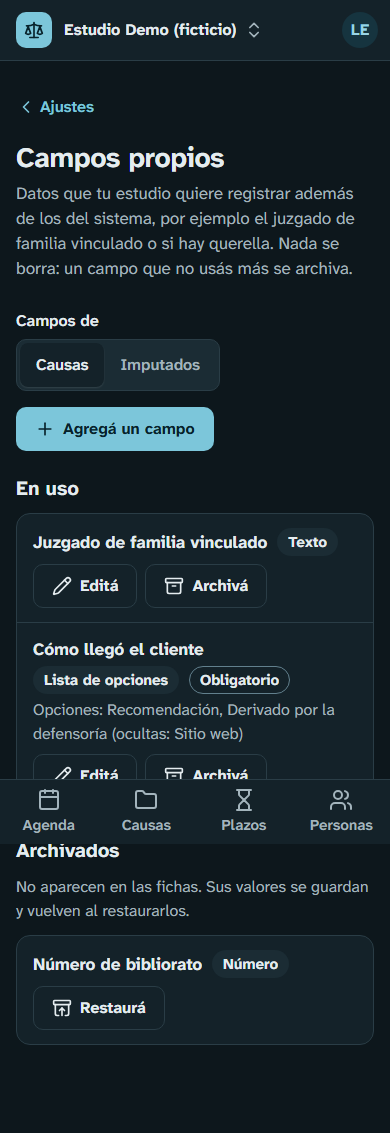 Estudio Demo (ficticio)
LE
Ajustes
Campos propios
Datos que tu estudio quiere registrar además
de los del sistema, por ejemplo el juzgado de
familia vinculado o si hay querella. Nada se
borra: un campo que no usás más se archiva.
Campos de
Causas
Imputados
Agregá un campo
En uso
Juzgado de familia vinculado
Texto
Editá
Archivá
Cómo llegó el cliente
Lista de opciones
Obligatorio
Opciones: Recomendación, Derivado por la
defensoría (ocultas: Sitio web)
Editá
Archivá
Agenda
Causas
Plazos
Personas
Archivados
No aparecen en las fichas. Sus valores se guardan
y vuelven al restaurarlos.
Número de bibliorato
Número
Restaurá